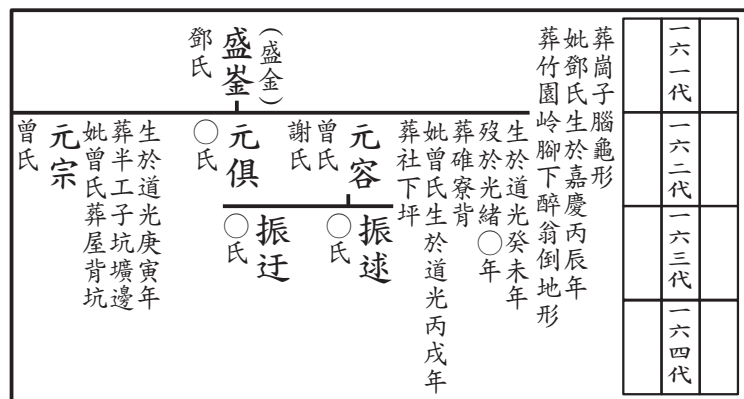 一六一代
一六二代
一六三代
一六四代
葬崗子腦龜形
妣鄧氏生於嘉慶丙辰年
葬竹園岭腳下醉翁倒地形
(盛金)
盛崟
鄧氏
生於道光癸未年
歿於光緒〇年
葬碓寮背
妣曾氏生於道光丙戌年
葬社下坪
元容
曾氏
謝氏
元俱
〇氏
生於道光庚寅年
葬半工子坑壙邊
妣曾氏葬屋背坑
元宗
曾氏
振逑
〇氏
振迂
〇氏